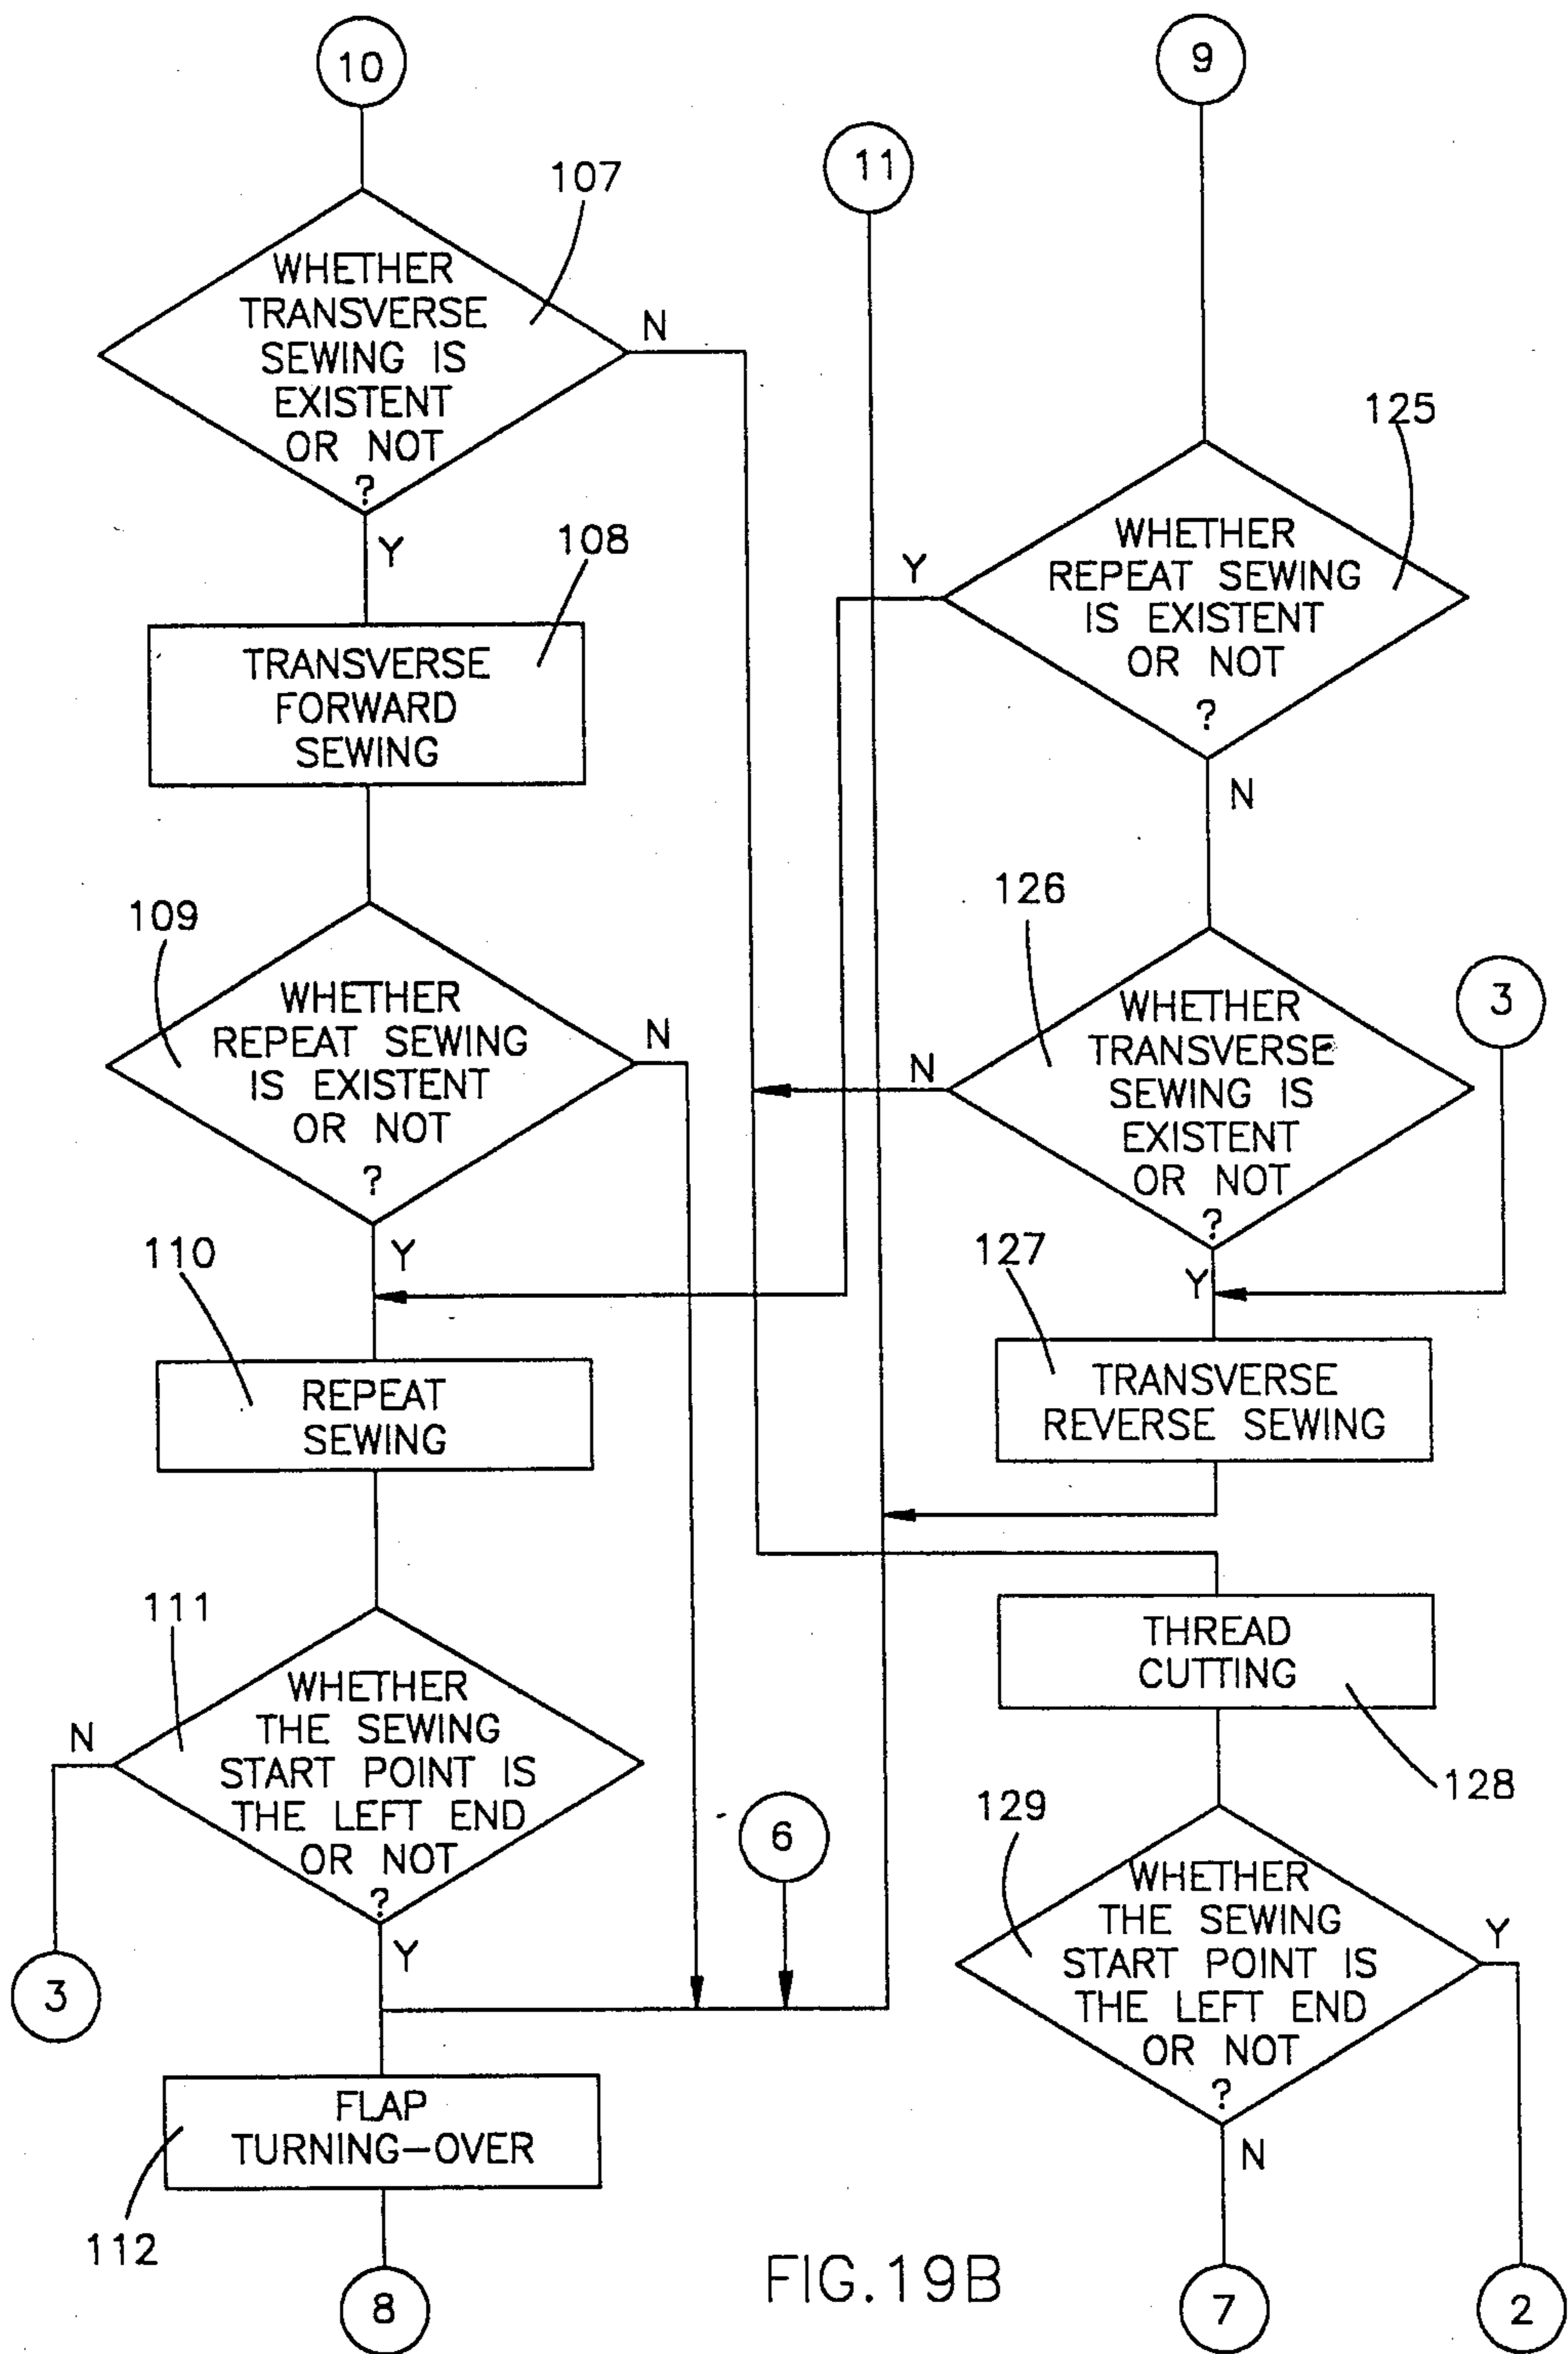 10
107
WHETHER
TRANSVERSE
SEWING IS
EXISTENT
OR NOT
?
N
Y
108
TRANSVERSE
FORWARD
SEWING
109
WHETHER
REPEAT SEWING
IS EXISTENT
OR NOT
?
N
Y
110
REPEAT
SEWING
111
WHETHER
THE SEWING
START POINT IS
THE LEFT END
OR NOT
?
N
Y
3
6
FLAP
TURNING-OVER
112
8
11
9
125
WHETHER
REPEAT SEWING
IS EXISTENT
OR NOT
?
Y
N
126
WHETHER
TRANSVERSE
SEWING IS
EXISTENT
OR NOT
?
N
Y
3
127
TRANSVERSE
REVERSE SEWING
THREAD
CUTTING
128
129
WHETHER
THE SEWING
START POINT IS
THE LEFT END
OR NOT
?
Y
N
7
2
FIG.19B